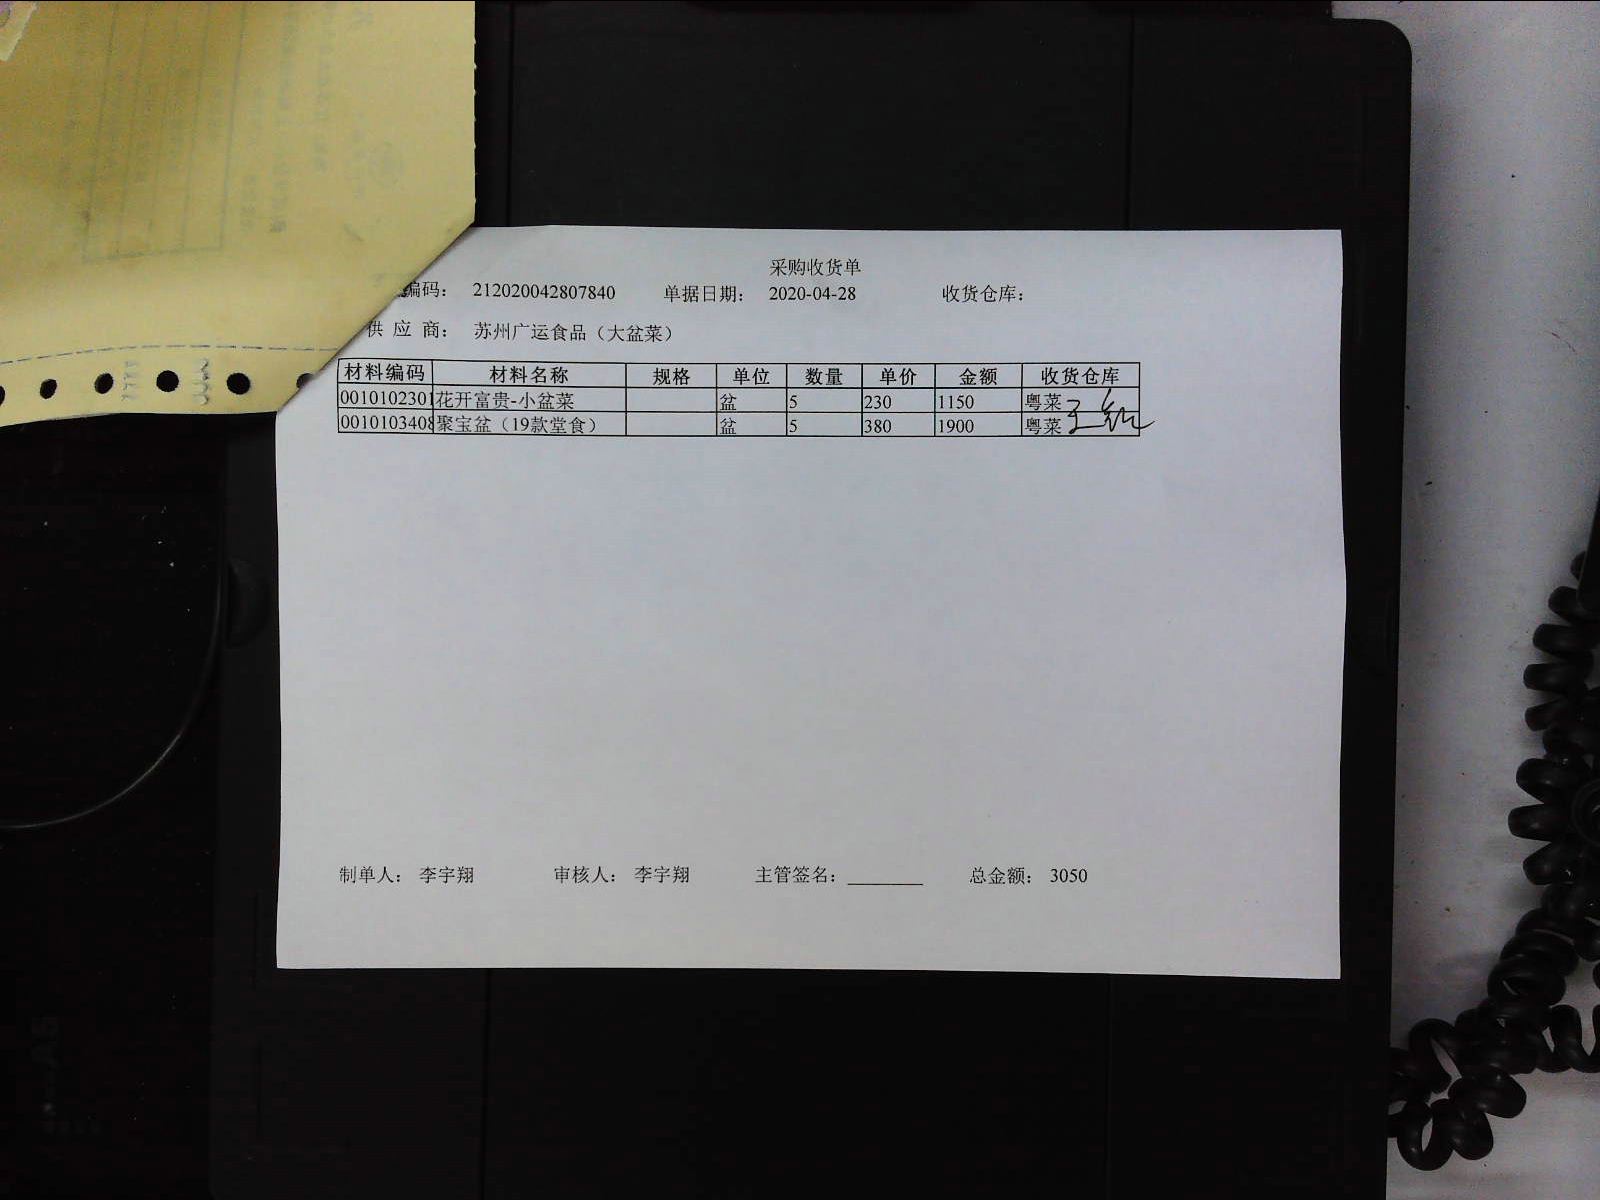 采购收货单
编码： 212020042807840 单据日期： 2020-04-28 收货仓库：
供 应 商： 苏州广运食品（大盆菜）
材料编码 材料名称 规格 单位 数量 单价 金额 收货仓库
0010102301 花开富贵-小盆菜 盆 5 230 1150 粤菜
0010103408 聚宝盆（19款堂食） 盆 5 380 1900 粤菜
制单人： 李宇翔 审核人： 李宇翔 主管签名： 总金额： 3050